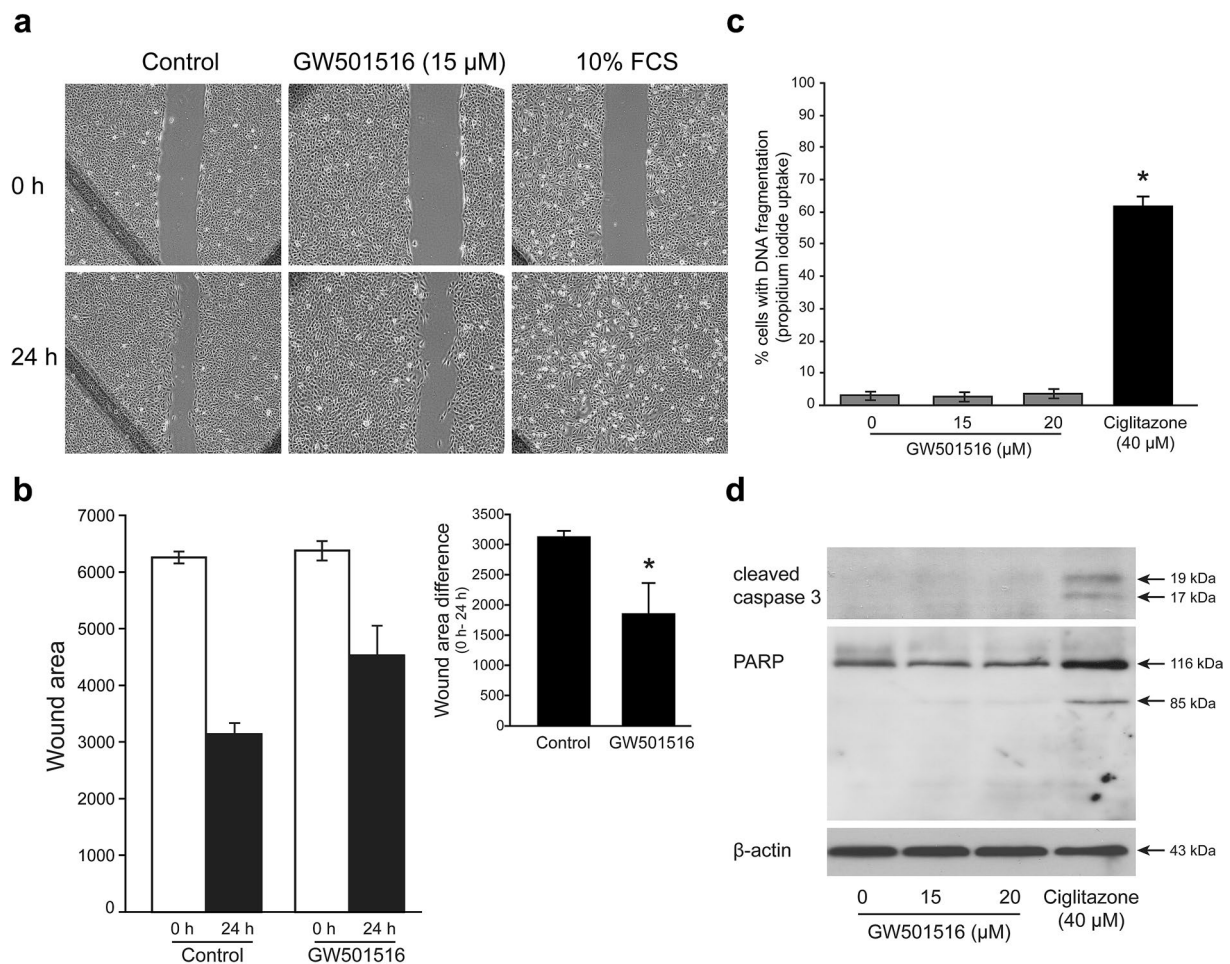 a
Control
GW501516 (15 µM)
10% FCS
0 h
24 h
b
Wound area
7000
6000
5000
4000
3000
2000
1000
0
0 h
24 h
0 h
24 h
Control
GW501516
Wound area difference
(0 h- 24 h)
3500
3000
2500
2000
1500
1000
500
0
*
Control
GW501516
c
% cells with DNA fragmentation
(propidium iodide uptake)
100
90
80
70
60
50
40
30
20
10
0
*
0
15
20
GW501516 (µM)
Ciglitazone
(40 µM)
d
cleaved
caspase 3
19 kDa
17 kDa
PARP
116 kDa
85 kDa
β-actin
43 kDa
0
15
20
GW501516 (µM)
Ciglitazone
(40 µM)